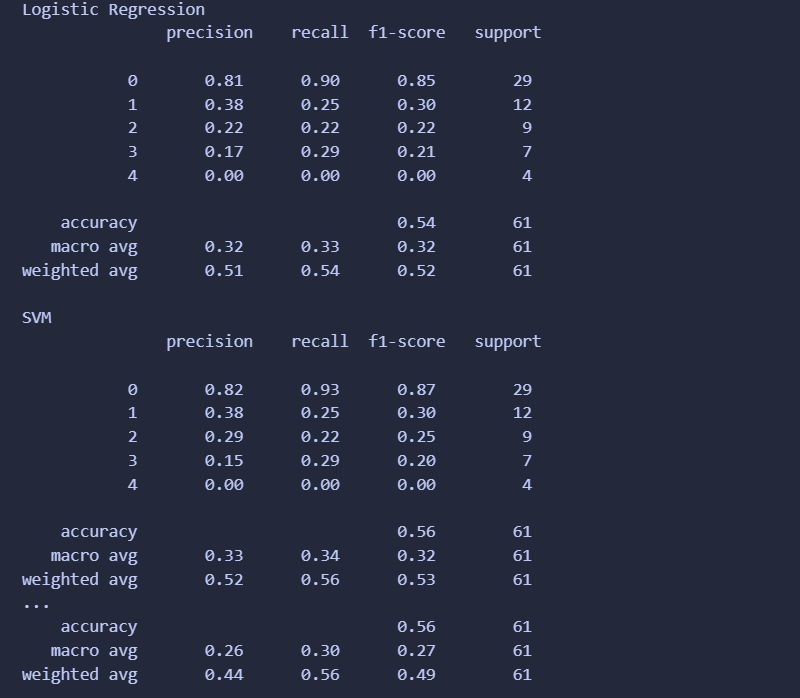 Logistic Regression
precision recall f1-score support
0 0.81 0.90 0.85 29
1 0.38 0.25 0.30 12
2 0.22 0.22 0.22 9
3 0.17 0.29 0.21 7
4 0.00 0.00 0.00 4
accuracy 0.54 61
macro avg 0.32 0.33 0.32 61
weighted avg 0.51 0.54 0.52 61
SVM
precision recall f1-score support
0 0.82 0.93 0.87 29
1 0.38 0.25 0.30 12
2 0.29 0.22 0.25 9
3 0.15 0.29 0.20 7
4 0.00 0.00 0.00 4
accuracy 0.56 61
macro avg 0.33 0.34 0.32 61
weighted avg 0.52 0.56 0.53 61
...
accuracy 0.56 61
macro avg 0.26 0.30 0.27 61
weighted avg 0.44 0.56 0.49 61